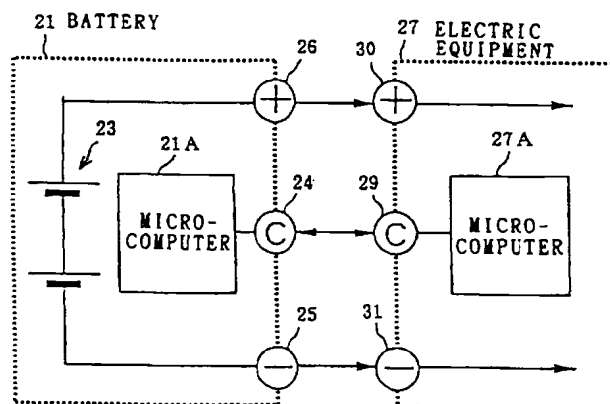 21 BATTERY
26
30
27 ELECTRIC
EQUIPMENT
+
+
23
21A
24
29
27A
MICRO-
COMPUTER
C
C
MICRO-
COMPUTER
25
31
−
−